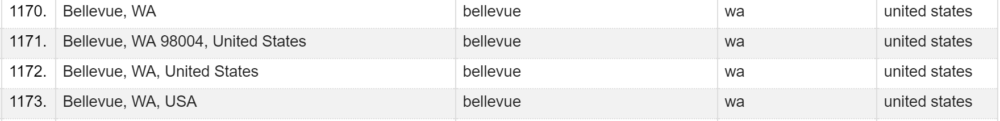 1170. Bellevue, WA bellevue wa united states
1171. Bellevue, WA 98004, United States bellevue wa united states
1172. Bellevue, WA, United States bellevue wa united states
1173. Bellevue, WA, USA bellevue wa united states